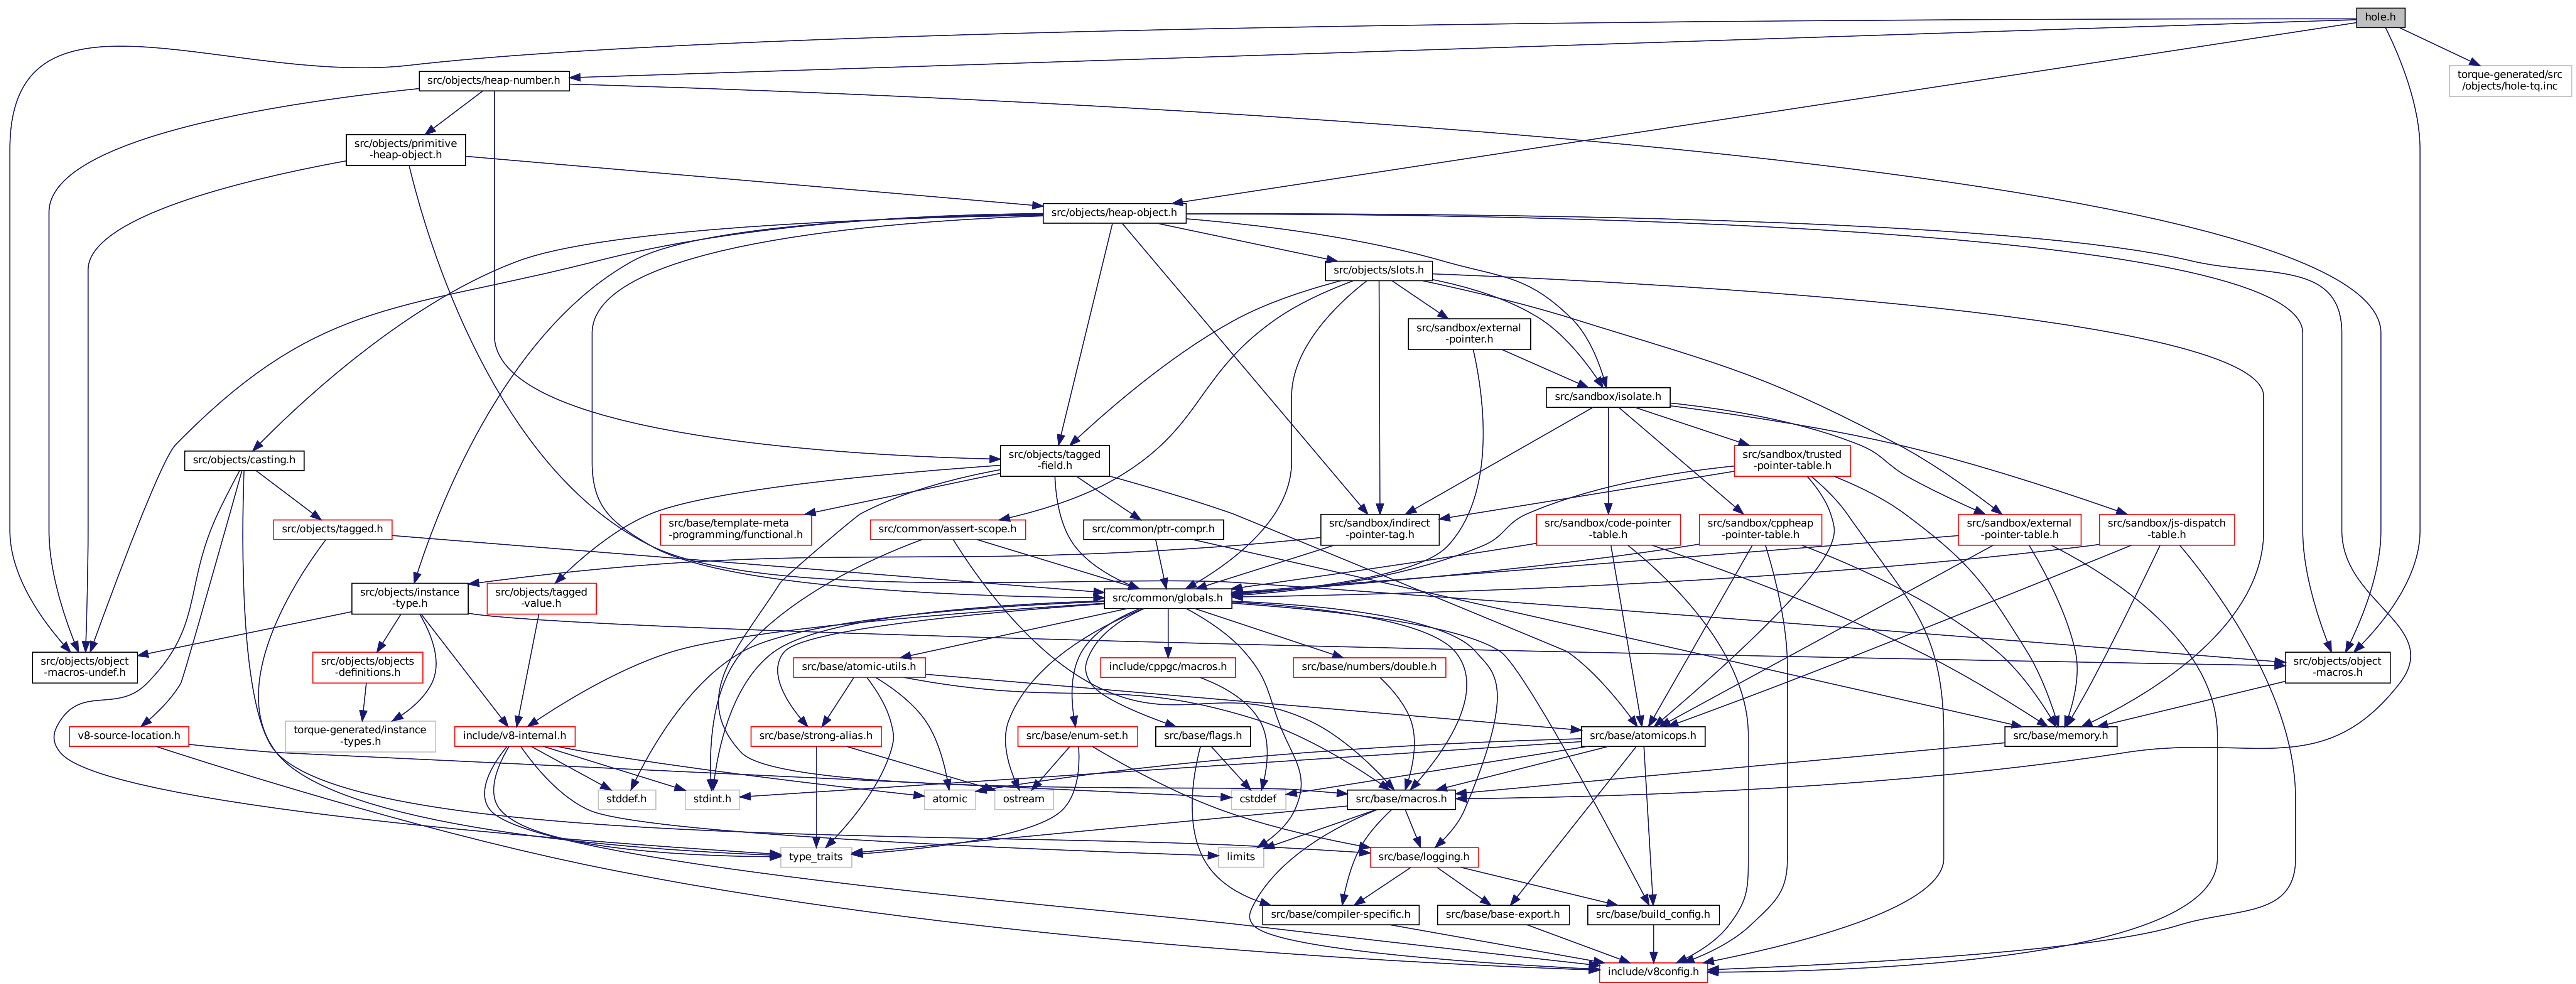 hole.h
src/objects/heap-number.h
torque-generated/src
/objects/hole-tq.inc
src/objects/primitive
-heap-object.h
src/objects/heap-object.h
src/objects/slots.h
src/sandbox/external
-pointer.h
src/sandbox/isolate.h
src/objects/casting.h
src/objects/tagged
-field.h
src/sandbox/trusted
-pointer-table.h
src/objects/tagged.h
src/base/template-meta
-programming/functional.h
src/common/assert-scope.h
src/common/ptr-compr.h
src/sandbox/indirect
-pointer-tag.h
src/sandbox/code-pointer
-table.h
src/sandbox/cppheap
-pointer-table.h
src/sandbox/external
-pointer-table.h
src/sandbox/js-dispatch
-table.h
src/objects/instance
-type.h
src/objects/tagged
-value.h
src/common/globals.h
src/objects/object
-macros-undef.h
src/objects/objects
-definitions.h
src/base/atomic-utils.h
include/cppgc/macros.h
src/base/numbers/double.h
src/objects/object
-macros.h
v8-source-location.h
torque-generated/instance
-types.h
include/v8-internal.h
src/base/strong-alias.h
src/base/enum-set.h
src/base/flags.h
src/base/atomicops.h
src/base/memory.h
stddef.h
stdint.h
atomic
ostream
cstddef
src/base/macros.h
type_traits
limits
src/base/logging.h
src/base/compiler-specific.h
src/base/base-export.h
src/base/build_config.h
include/v8config.h